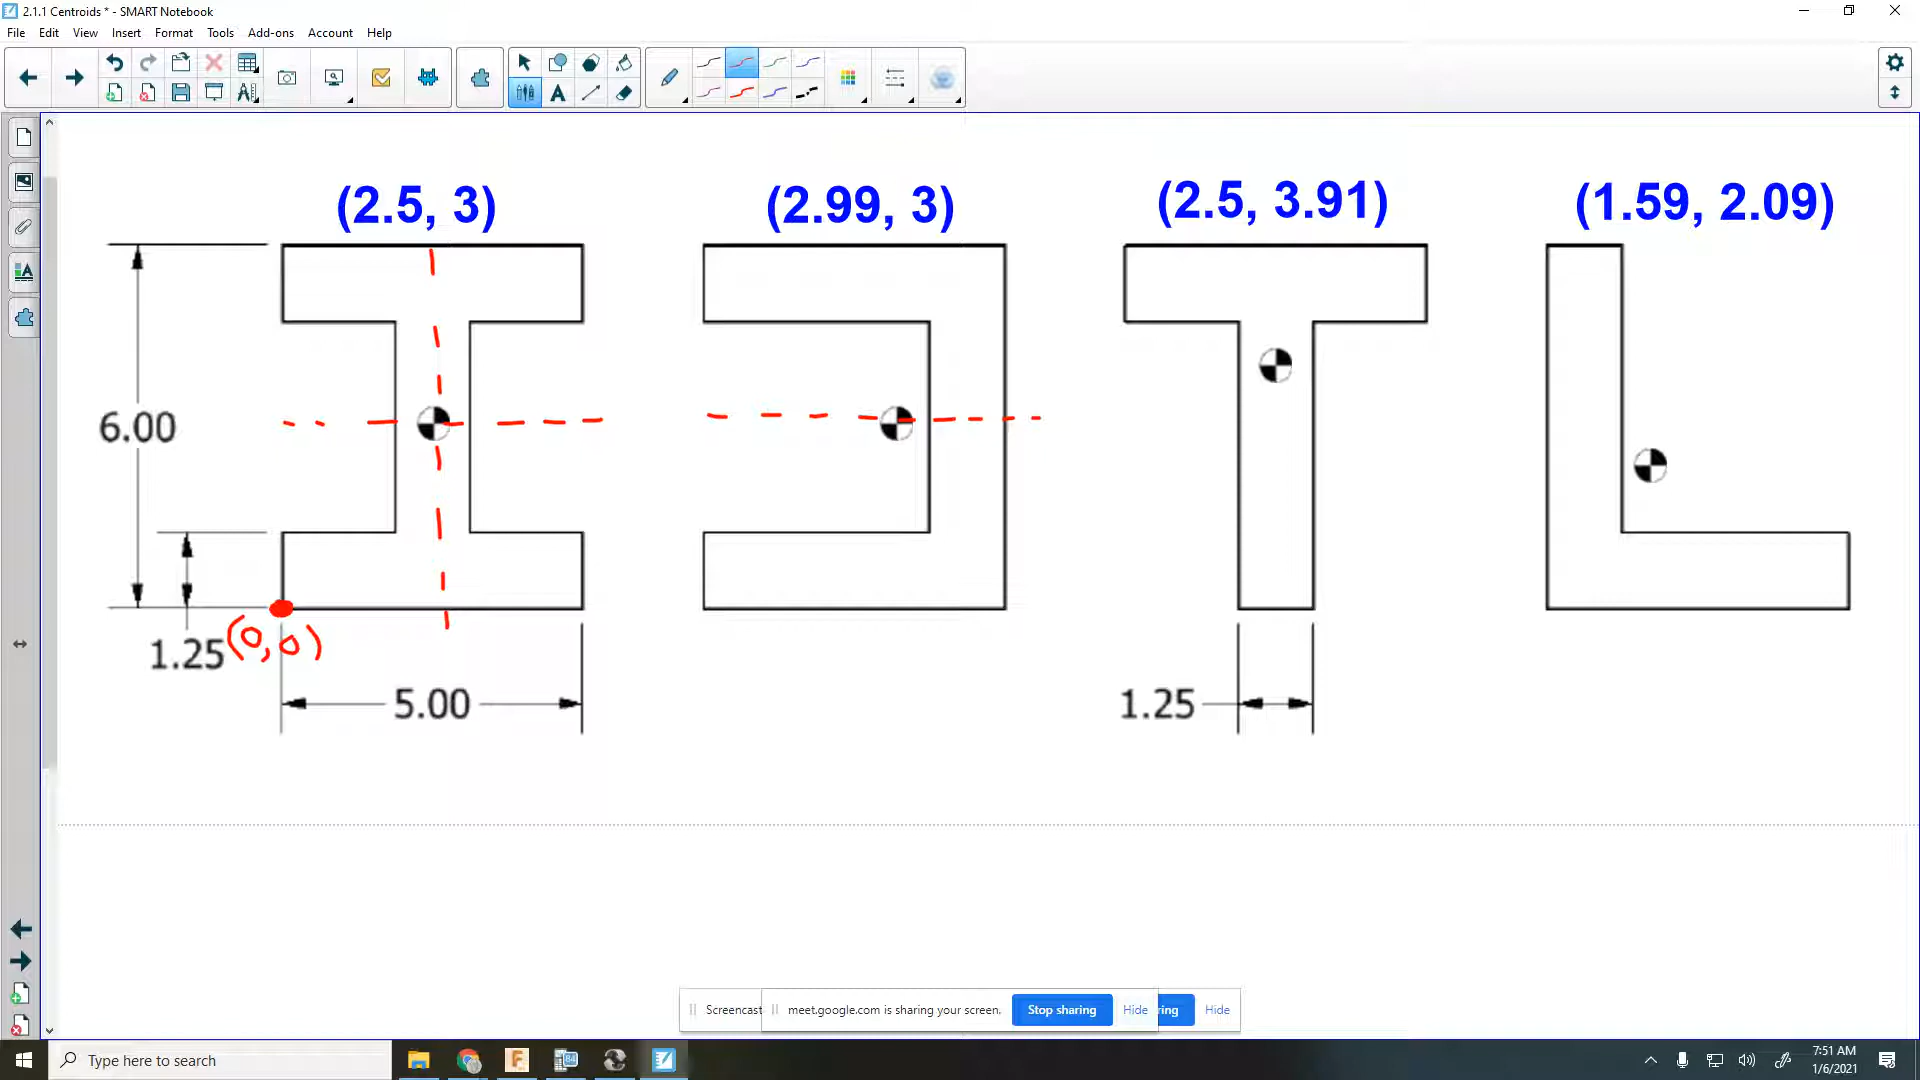 2.1.1 Centroids * - SMART Notebook
File Edit View Insert Format Tools Add-ons Account Help
(2.5, 3) (2.99, 3) (2.5, 3.91) (1.59, 2.09)
6.00
1.25 (0,0)
5.00 1.25
Screencast meet.google.com is sharing your screen. Stop sharing Hide ring Hide
Type here to search
84
7:51 AM
1/6/2021